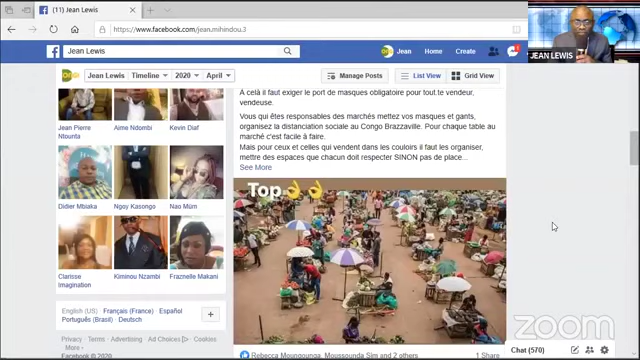 (11) Jean Lewis
https://www.facebook.com/jean.mihindou.3
Jean Lewis
Jean
Home
Create
JEAN LEWIS
Jean Lewis
Timeline
2020
April
Manage Posts
List View
Grid View
À celà il faut exiger le port de masques obligatoire pour tout.te vendeur,
vendeuse.
Vous qui êtes responsables des marchés mettez vos masques et gants,
organisez la distanciation sociale au Congo Brazzaville. Pour chaque table au
marché c'est facile à faire.
Mais pour ceux et celles qui vendent dans les couloirs il faut les organiser,
mettre des espaces que chacun doit respecter SINON pas de place...
See More
Jean Pierre
Ntounta
Aime Ndombi
Kevin Diaf
Didier Mbiaka
Ngoy Kasongo
Nao Müm
Clarisse
Imagination
Kiminou Nzambi
Fraznelle Makani
Top
English (US) · Français (France) · Español ·
Português (Brasil) · Deutsch
Privacy · Terms · Advertising · Ad Choices · Cookies ·
More
Facebook © 2020
Rebecca Moungounga, Moussounda Sim and 2 others
1 Share
zoom
Chat (570)